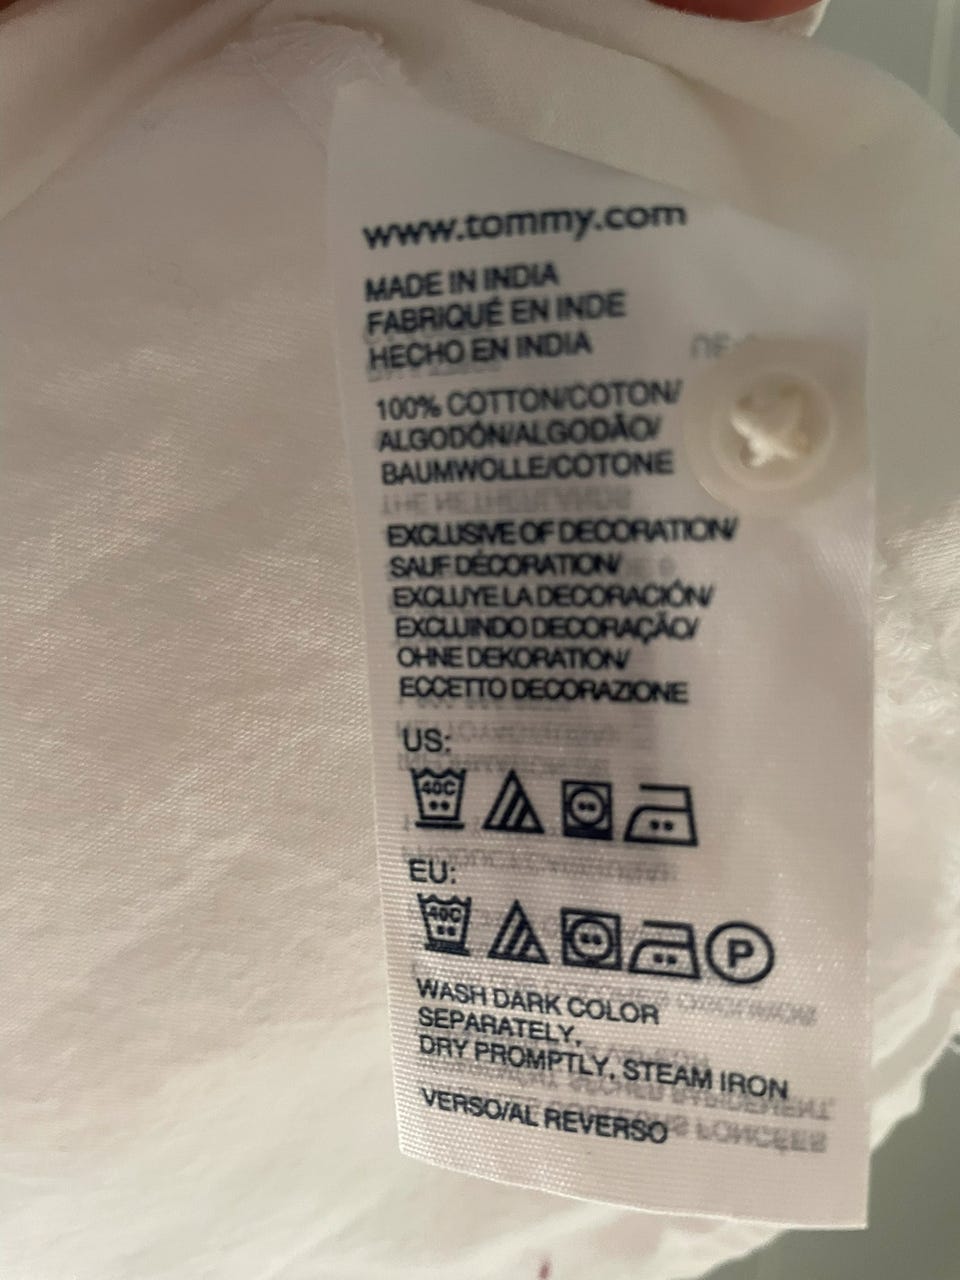 www.tommy.com
MADE IN INDIA
FABRIQUÉ EN INDE
HECHO EN INDIA
100% COTTON/COTON/
ALGODÓN/ALGODÃO/
BAUMWOLLE/COTONE
EXCLUSIVE OF DECORATION/
SAUF DÉCORATION/
EXCLUYE LA DECORACIÓN/
EXCLUINDO DECORAÇÃO/
OHNE DEKORATION/
ECCETTO DECORAZIONE
US:
40C
EU:
40C P
WASH DARK COLOR
SEPARATELY,
DRY PROMPTLY, STEAM IRON
VERSO/AL REVERSO